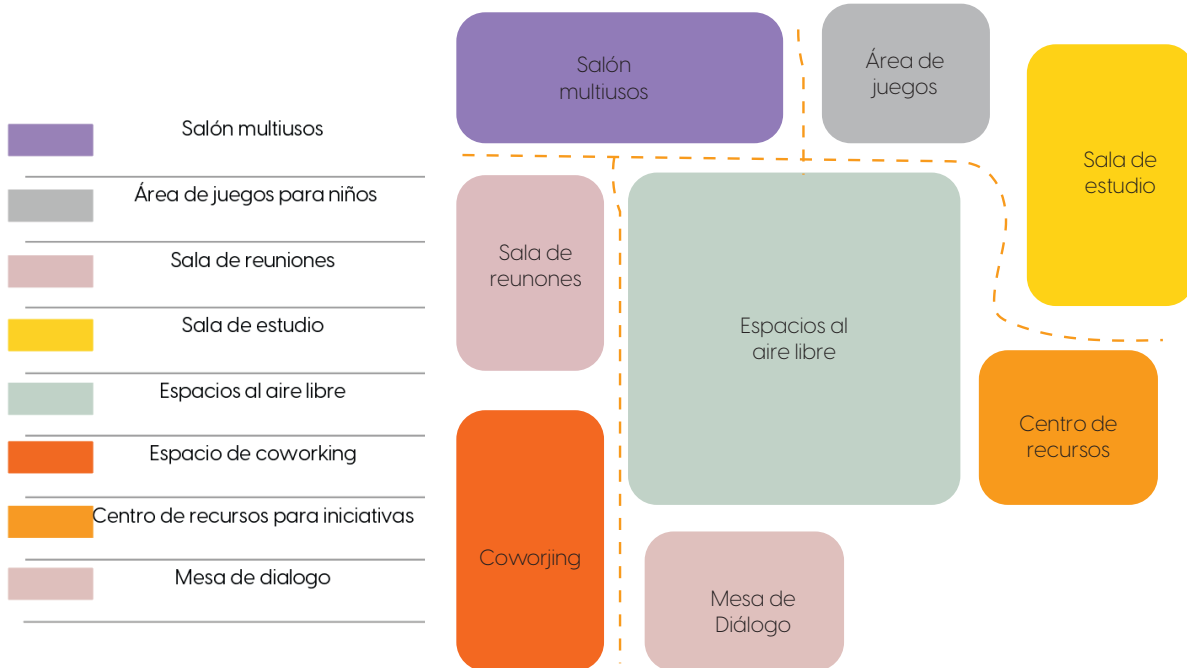 Salón multiusos
Área de juegos para niños
Sala de reuniones
Sala de estudio
Espacios al aire libre
Espacio de coworking
Centro de recursos para iniciativas
Mesa de dialogo
Salón
multiusos
Área de
juegos
Sala de
estudio
Sala de
reunones
Espacios al
aire libre
Centro de
recursos
Coworjing
Mesa de
Diálogo